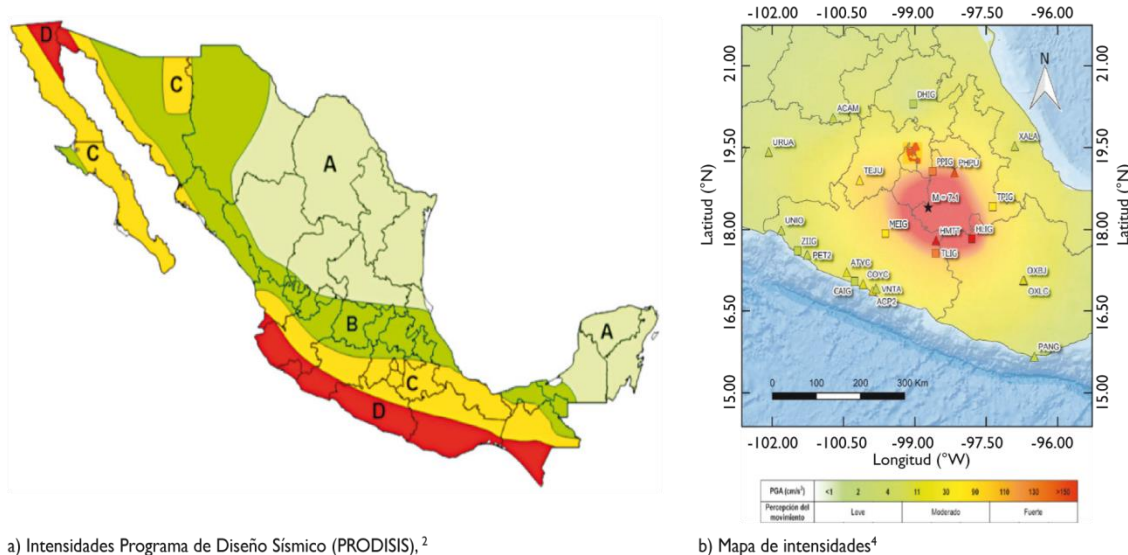 D
C
C
A
B
A
C
D
a) Intensidades Programa de Diseño Sísmico (PRODISIS), 2
-102.00 -100.50 -99.00 -97.50 -96.00
21.00
19.50
18.00
16.50
15.00
Latitud (°N)
N
DHIG
ACAM
URUA
XALA
PPIG
PHPU
TEJU
M = 7.1
TPIG
MEIG
UNIO
HMTT
HLIG
ZIIG
TLIG
PET2
ATYC
COYC
OXBJ
CAIG
VNTA
OXLC
ACP2
PANG
0 100 200 300 Km
21.00
19.50
18.00
16.50
15.00
Latitud (°N)
-102.00 -100.50 -99.00 -97.50 -96.00
Longitud (°W)
PGA (cm/s²) <1 2 4 11 30 90 110 130 >150
Percepción del
movimiento
Leve Moderado Fuerte
b) Mapa de intensidades4